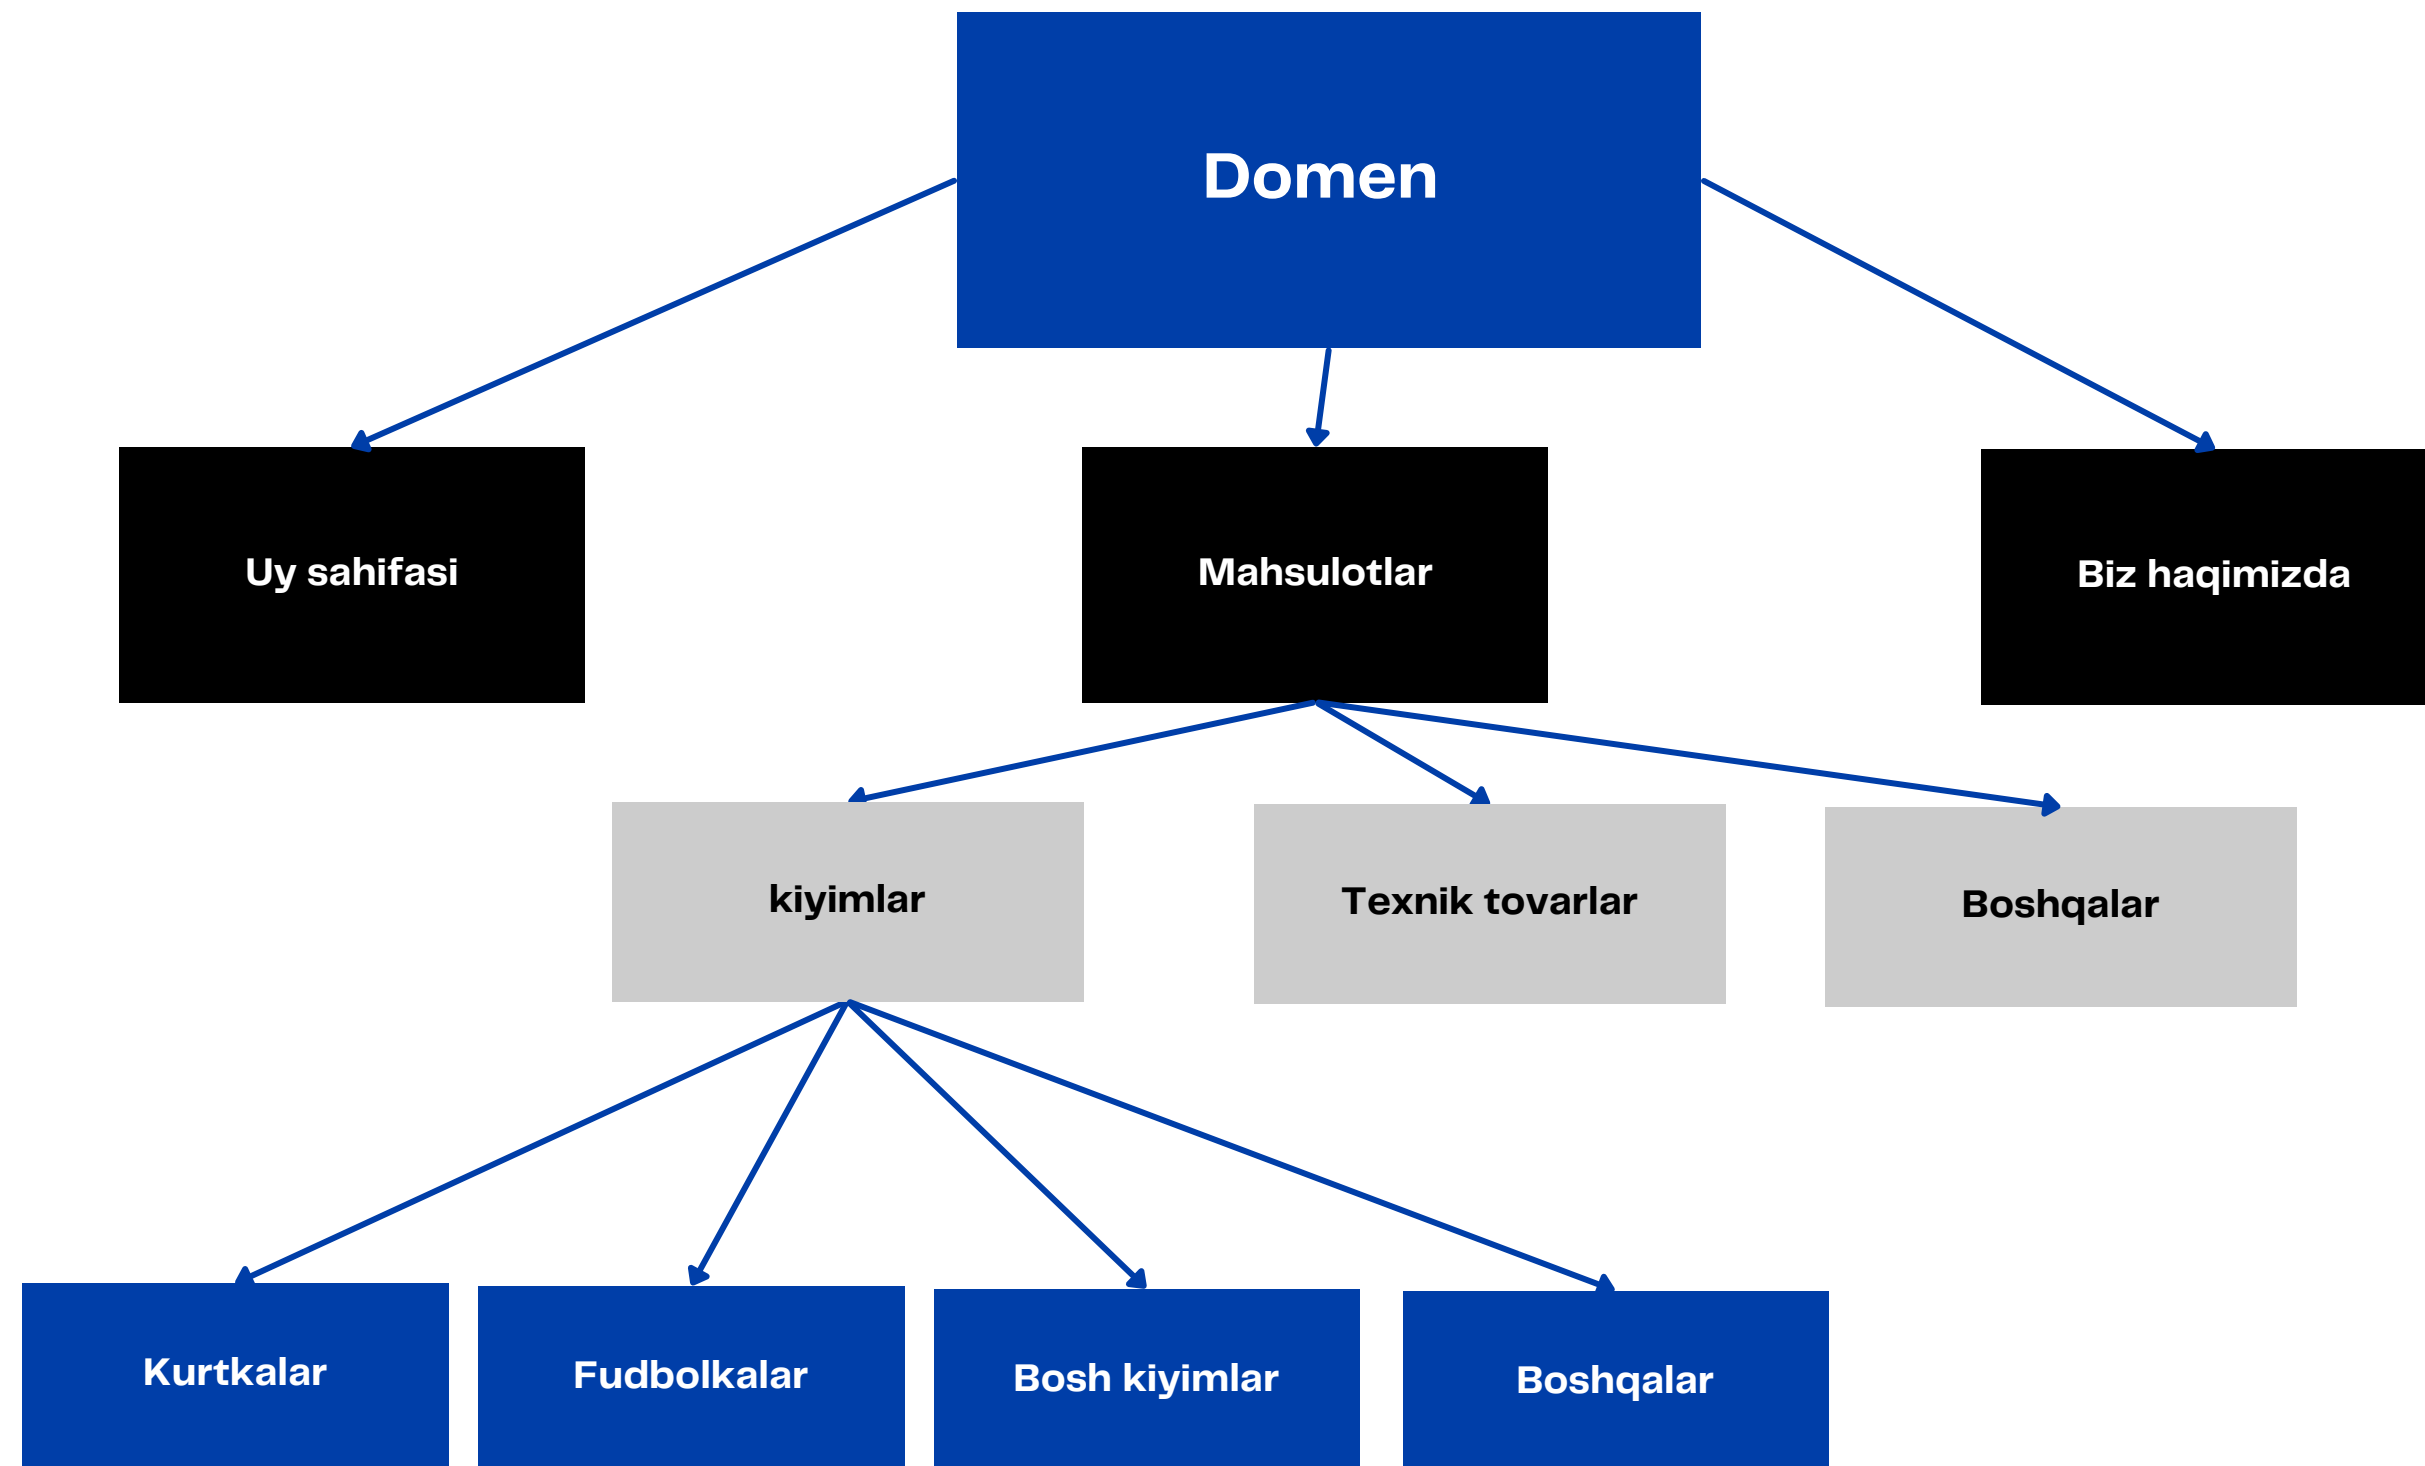 Domen
Uy sahifasi
Mahsulotlar
Biz haqimizda
kiyimlar
Texnik tovarlar
Boshqalar
Kurtkalar
Fudbolkalar
Bosh kiyimlar
Boshqalar